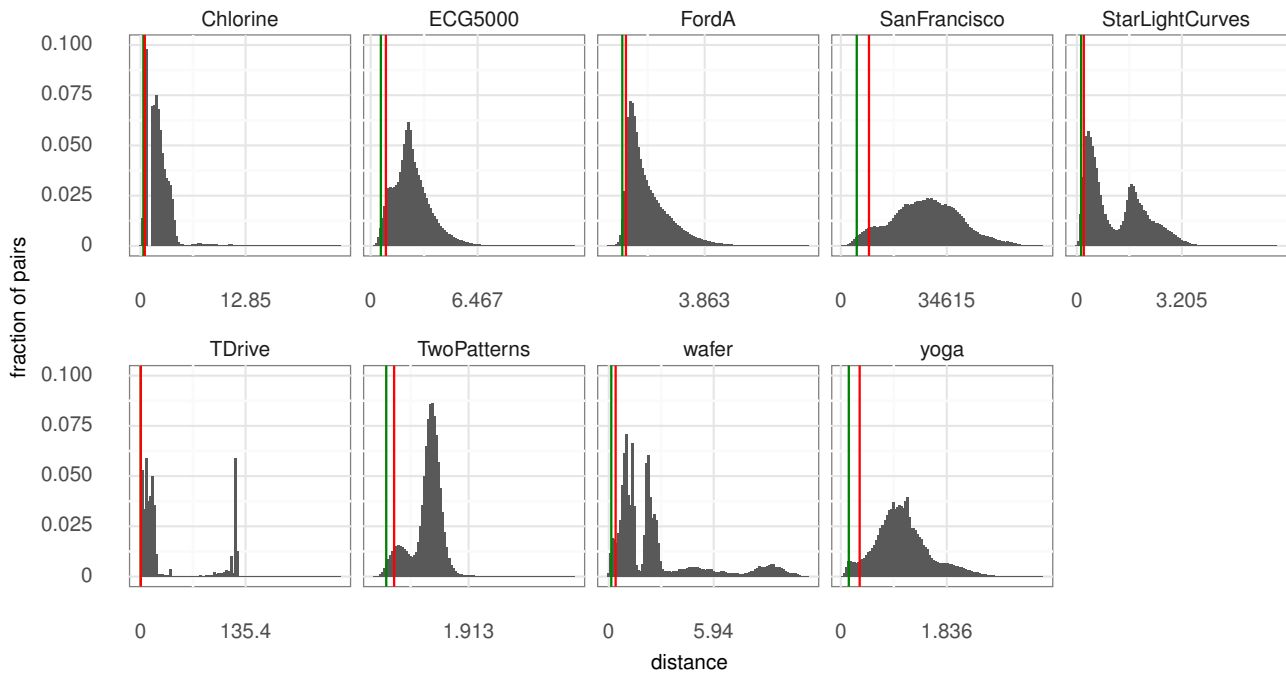 Chlorine ECG5000 FordA SanFrancisco StarLightCurves
0.100
0.075
0.050
0.025
0
0 12.85 0 6.467 3.863 0 34615 0 3.205
fraction of pairs
TDrive TwoPatterns wafer yoga
0.100
0.075
0.050
0.025
0
0 135.4 1.913 0 5.94 0 1.836
distance